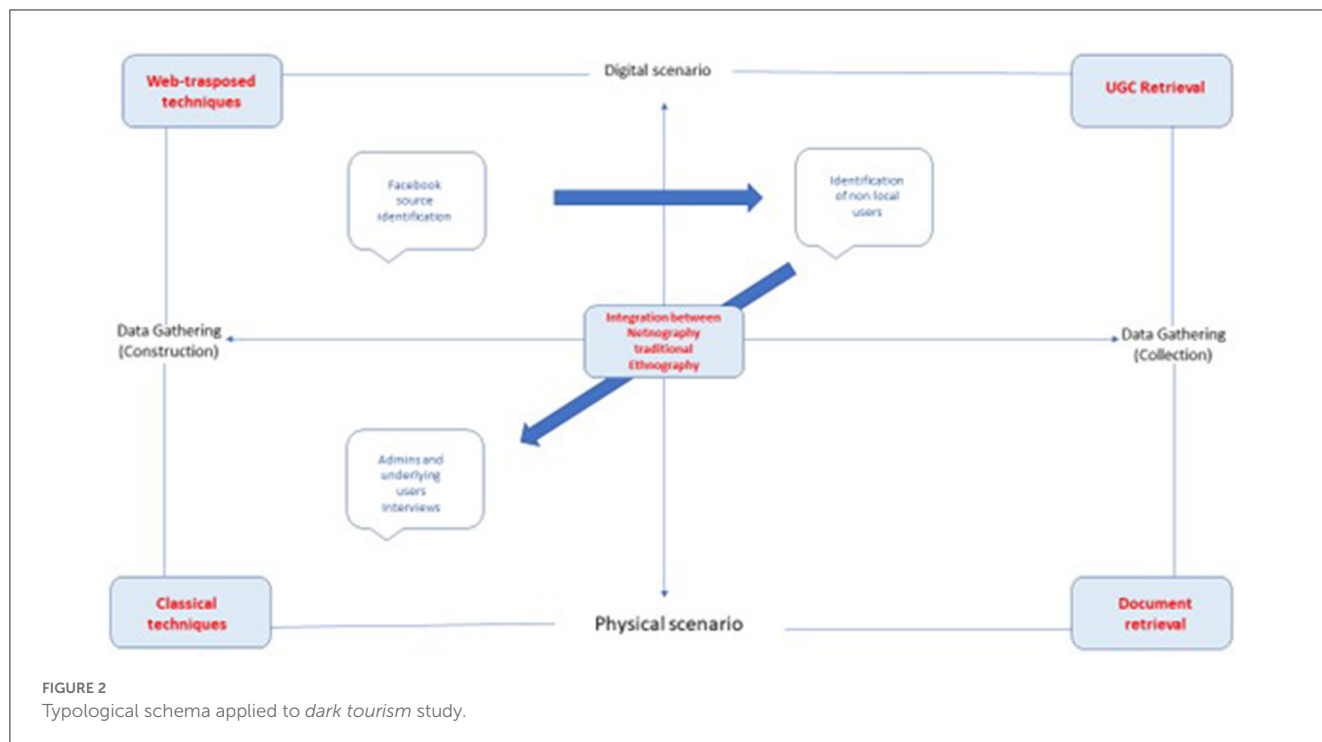 Web-trasposed
techniques
Digital scenario
UGC Retrieval
Facebook
source
identification
Identification
of non local
users
Data Gathering
(Construction)
Integration between
Netnography
traditional
Ethnography
Data Gathering
(Collection)
Admins and
underlying
users
Interviews
Classical
techniques
Physical scenario
Document
retrieval
FIGURE 2
Typological schema applied to dark tourism study.